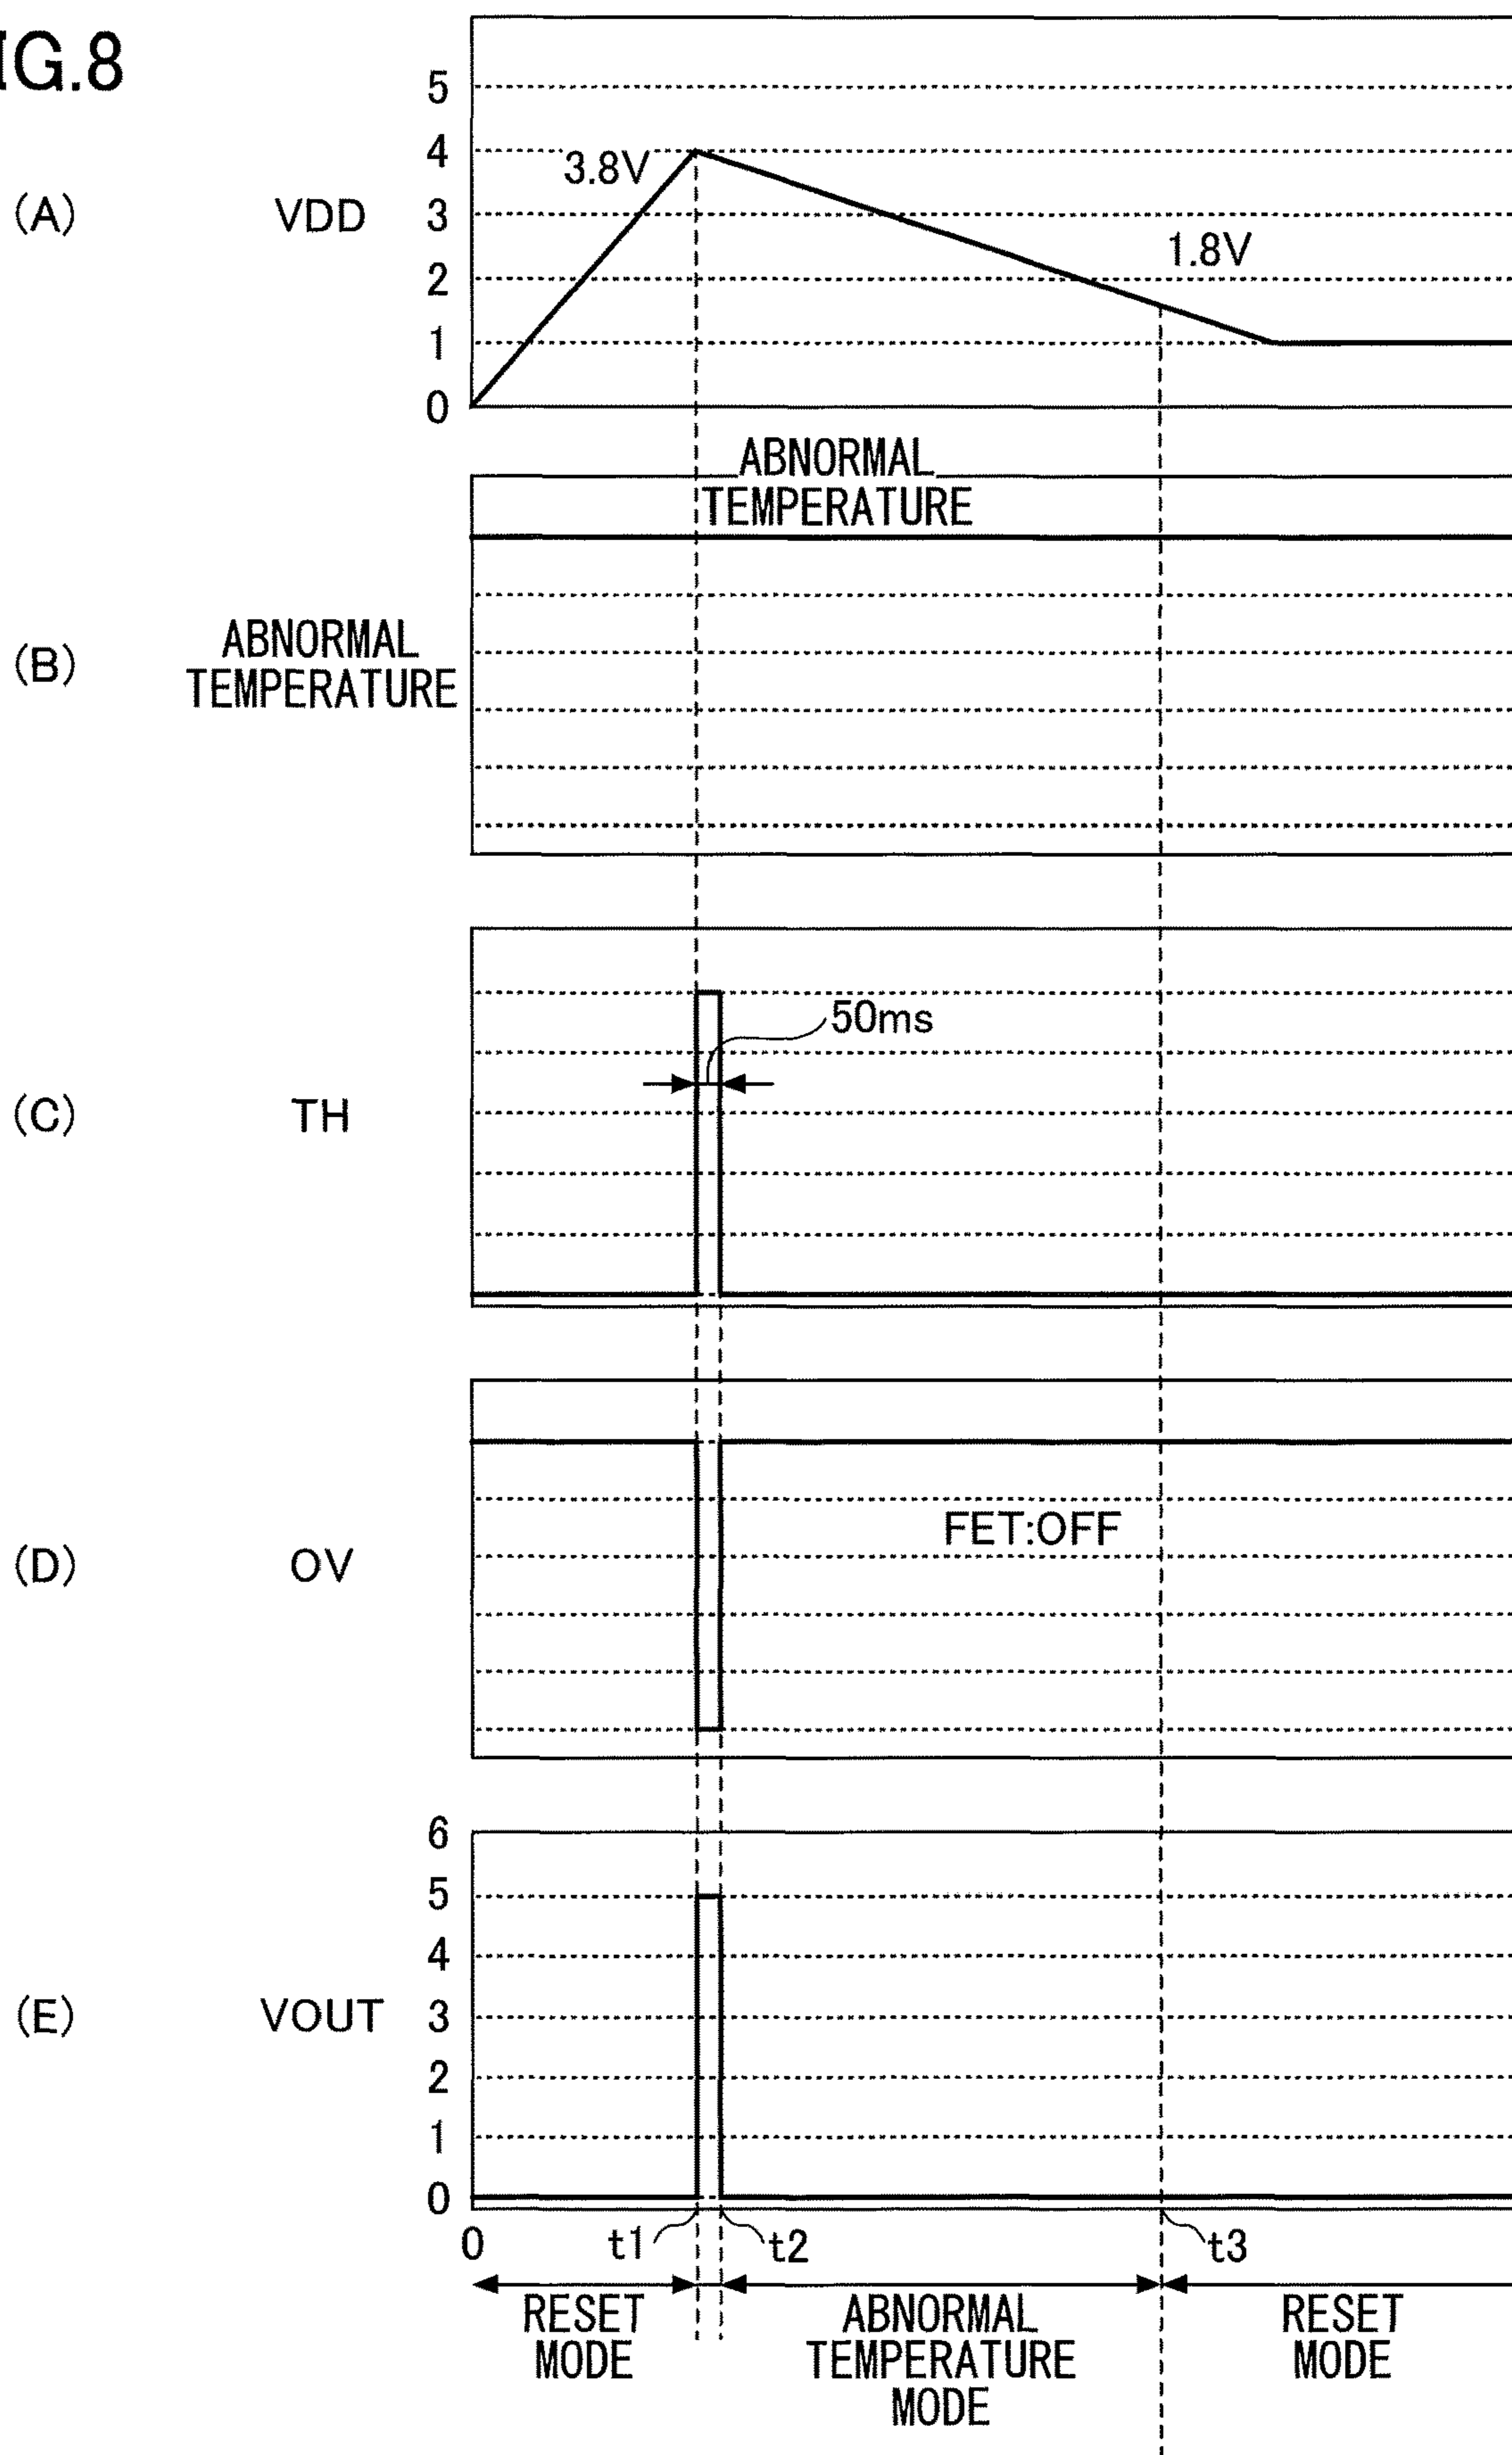 IG.8
5
4
3.8V
(A) VDD 3
1.8V
2
1
0
ABNORMAL
TEMPERATURE
(B) ABNORMAL
TEMPERATURE
50ms
(C) TH
FET:OFF
(D) OV
6
5
4
(E) VOUT 3
2
1
0
0 t1 t2 t3
RESET
MODE
ABNORMAL
TEMPERATURE
MODE
RESET
MODE